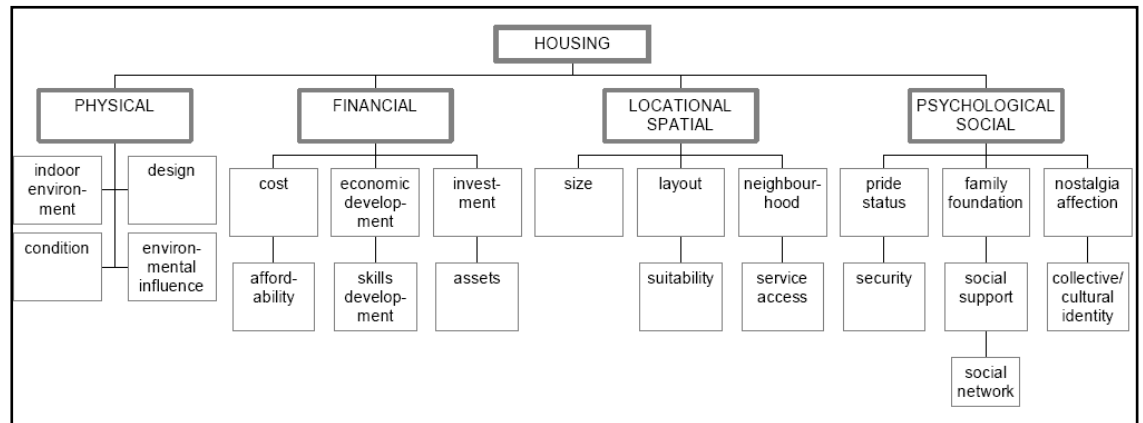 HOUSING
PHYSICAL
FINANCIAL
LOCATIONAL
SPATIAL
PSYCHOLOGICAL
SOCIAL
indoor
environ-
ment
design
condition
environ-
mental
influence
cost
economic
develop-
ment
invest-
ment
afford-
ability
skills
develop-
ment
assets
size
layout
neighbour-
hood
suitability
service
access
pride
status
family
foundation
nostalgia
affection
security
social
support
collective/
cultural
identity
social
network